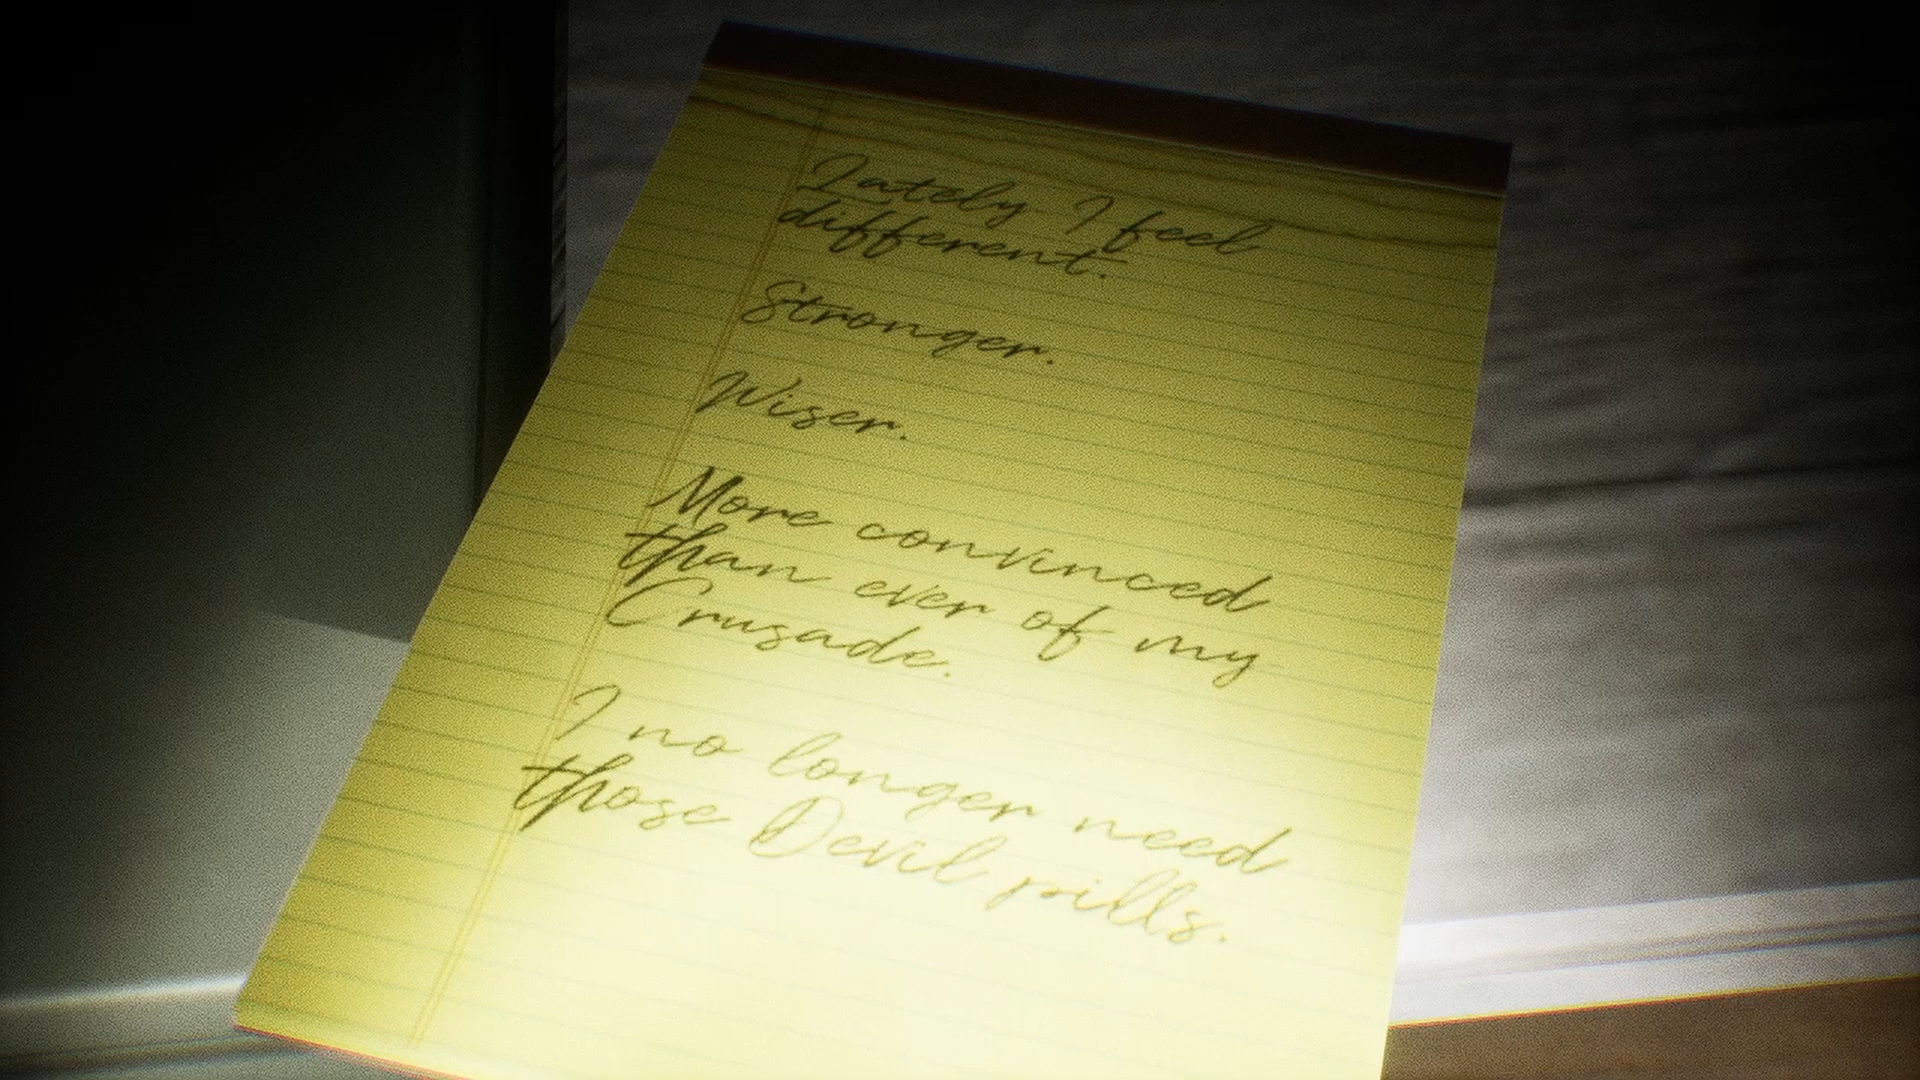 Lately I feel
different.
Stronger.
Wiser.
More convinced
than ever of my
Crusade.
I no longer need
those Devil pills.